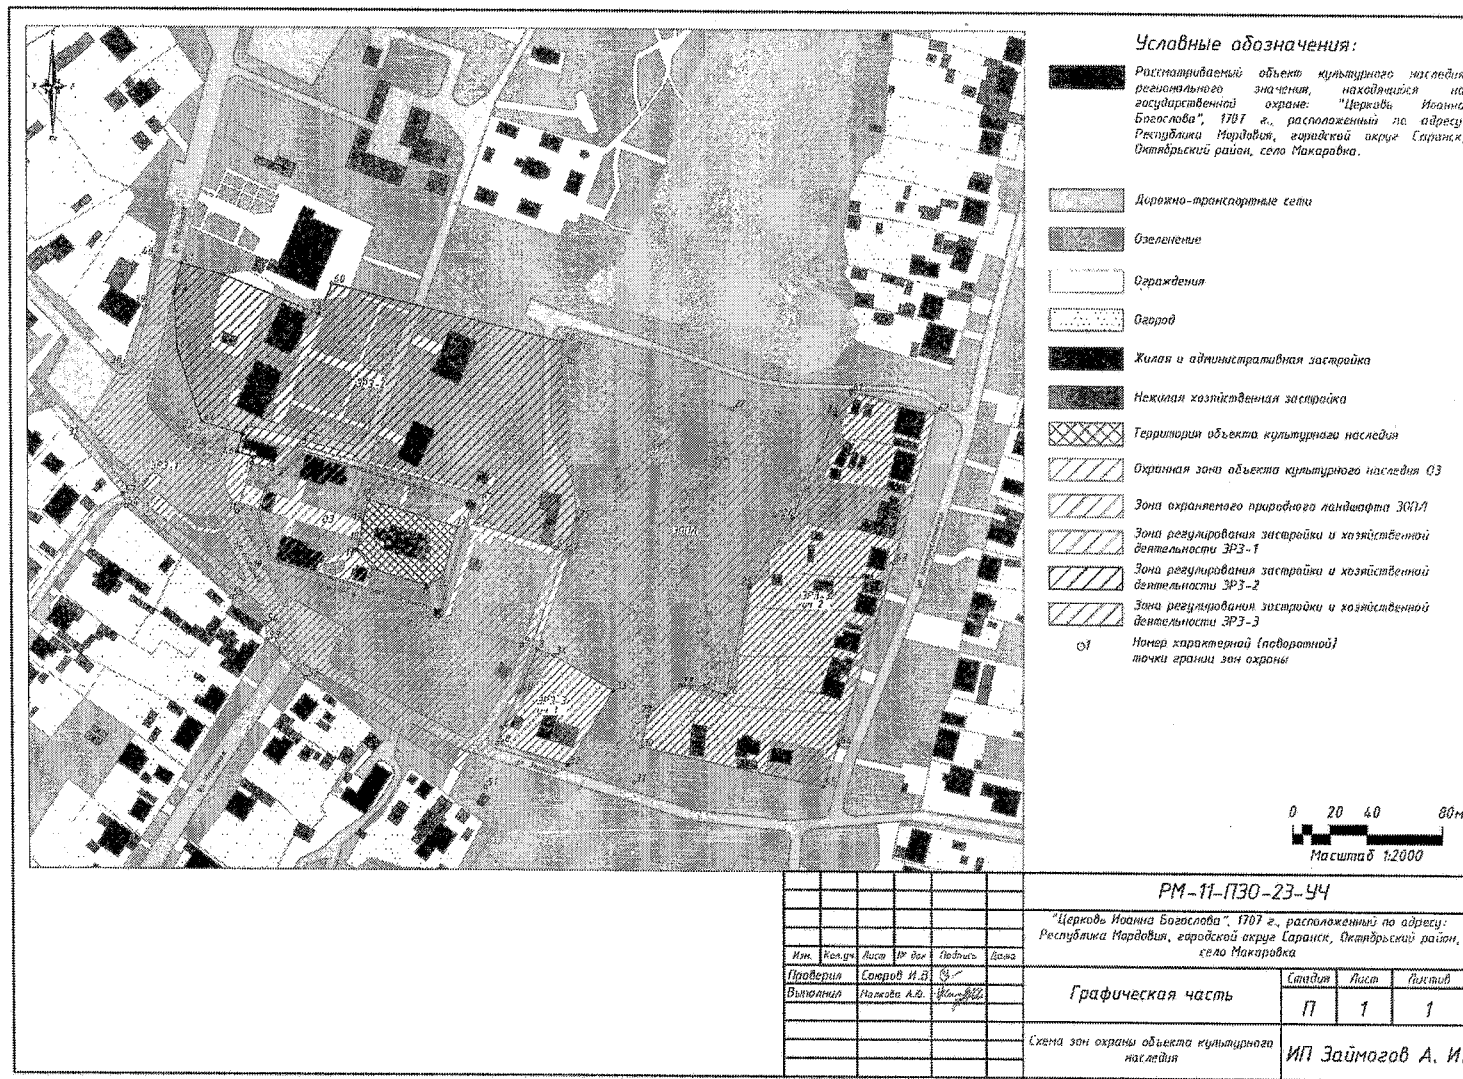 Условные обозначения:
Рассматриваемый объект культурного наследия
регионального значения, находящийся на
государственной охране: "Церковь Иоанна
Богослова", 1707 г., расположенный по адресу:
Республика Мордовия, городской округ Саранск,
Октябрьский район, село Макаровка.
Дорожно-транспортные сети
Озеленение
Ограждения
Огород
Жилая и административная застройка
Нежилая хозяйственная застройка
Территория объекта культурного наследия
Охранная зона объекта культурного наследия ОЗ
Зона охраняемого природного ландшафта ЗОПЛ
Зона регулирования застройки и хозяйственной
деятельности ЗРЗ-1
Зона регулирования застройки и хозяйственной
деятельности ЗРЗ-2
Зона регулирования застройки и хозяйственной
деятельности ЗРЗ-3
1 Номер характерной (поворотной)
точки границ зон охраны
60
ОЗ
ЗОПЛ
0 20 40 80м
Масштаб 1:2000
РМ-11-ПЗО-23-УЧ
"Церковь Иоанна Богослова", 1707 г., расположенный по адресу:
Республика Мордовия, городской округ Саранск, Октябрьский район,
село Макаровка
Изм. Кол.уч Лист № док Подпись Дата
Проверил
Выполнил
Графическая часть
Стадия Лист Листов
П 1 1
Схема зон охраны объекта культурного
наследия
ИП Займогов А. И.